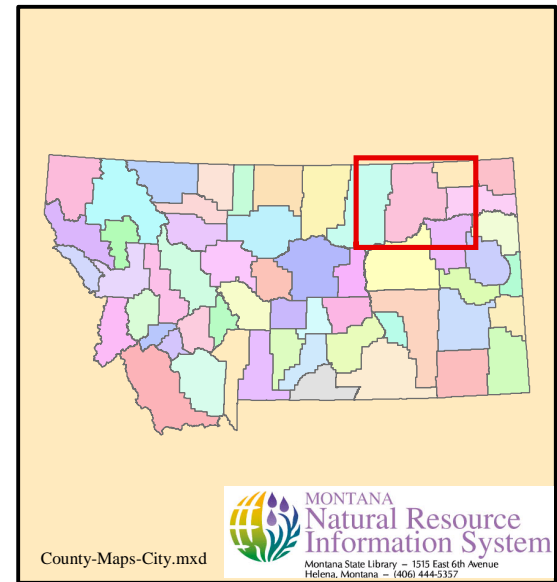 MONTANA
Natural Resource
Information System
Montana State Library – 1515 East 6th Avenue
Helena, Montana – (406) 444-5357
County-Maps-City.mxd